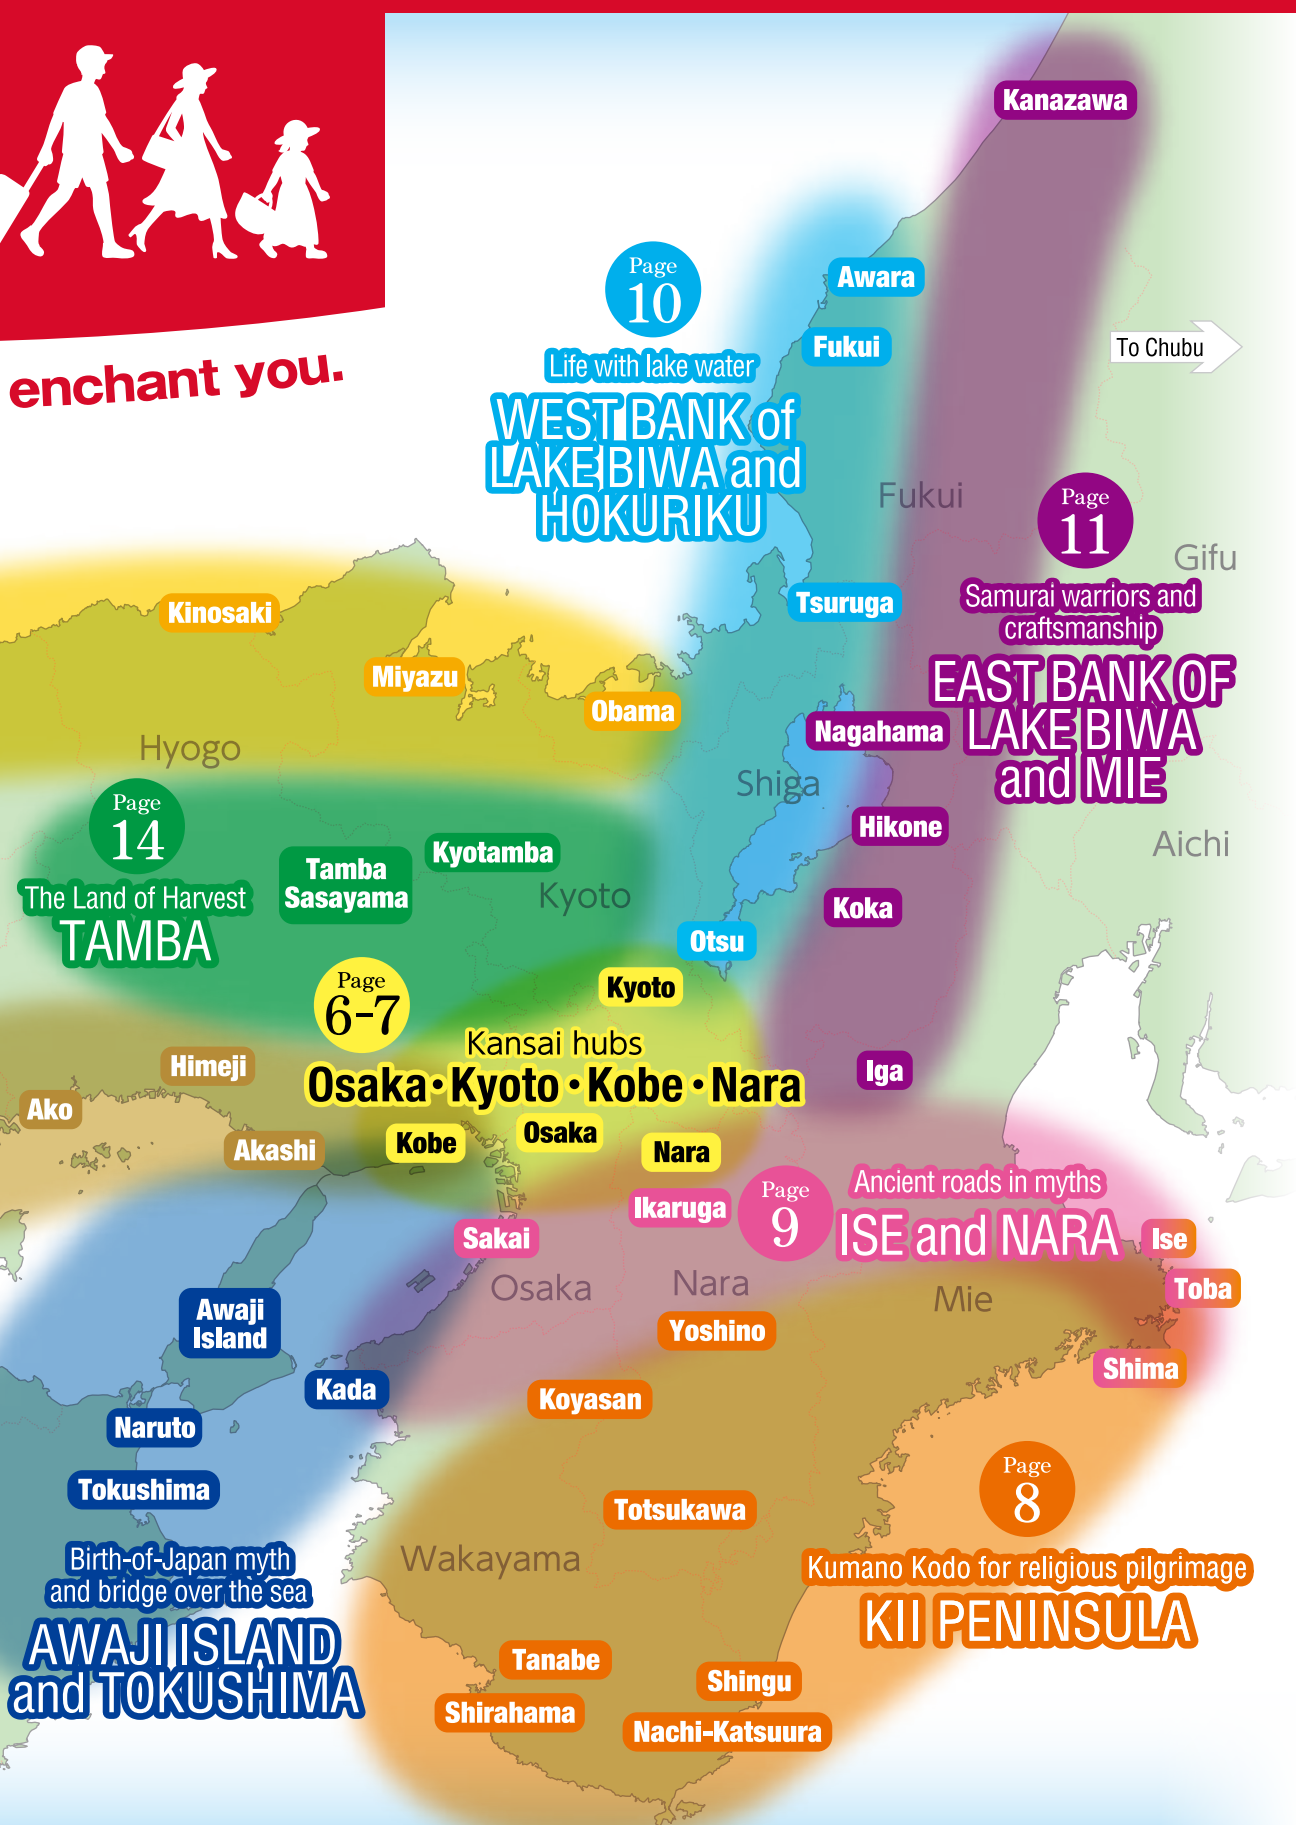 enchant you.
Kanazawa
Page
10
Life with lake water
WEST BANK of
LAKE BIWA and
HOKURIKU
Awara
Fukui
To Chubu
Fukui
Page
11
Gifu
Samurai warriors and
craftsmanship
EAST BANK OF
LAKE BIWA
and MIE
Tsuruga
Kinosaki
Miyazu
Obama
Nagahama
Hyogo
Shiga
Hikone
Aichi
Page
14
The Land of Harvest
TAMBA
Tamba
Sasayama
Kyotamba
Kyoto
Koka
Otsu
Page
6-7
Kyoto
Kansai hubs
Osaka・Kyoto・Kobe・Nara
Himeji
Iga
Ako
Akashi
Kobe
Osaka
Nara
Ikaruga
Page
9
Ancient roads in myths
ISE and NARA
Sakai
Ise
Osaka
Nara
Mie
Toba
Awaji
Island
Yoshino
Shima
Kada
Koyasan
Naruto
Tokushima
Page
8
Totsukawa
Birth-of-Japan myth
and bridge over the sea
AWAJI ISLAND
and TOKUSHIMA
Wakayama
Kumano Kodo for religious pilgrimage
KII PENINSULA
Tanabe
Shingu
Shirahama
Nachi-Katsuura